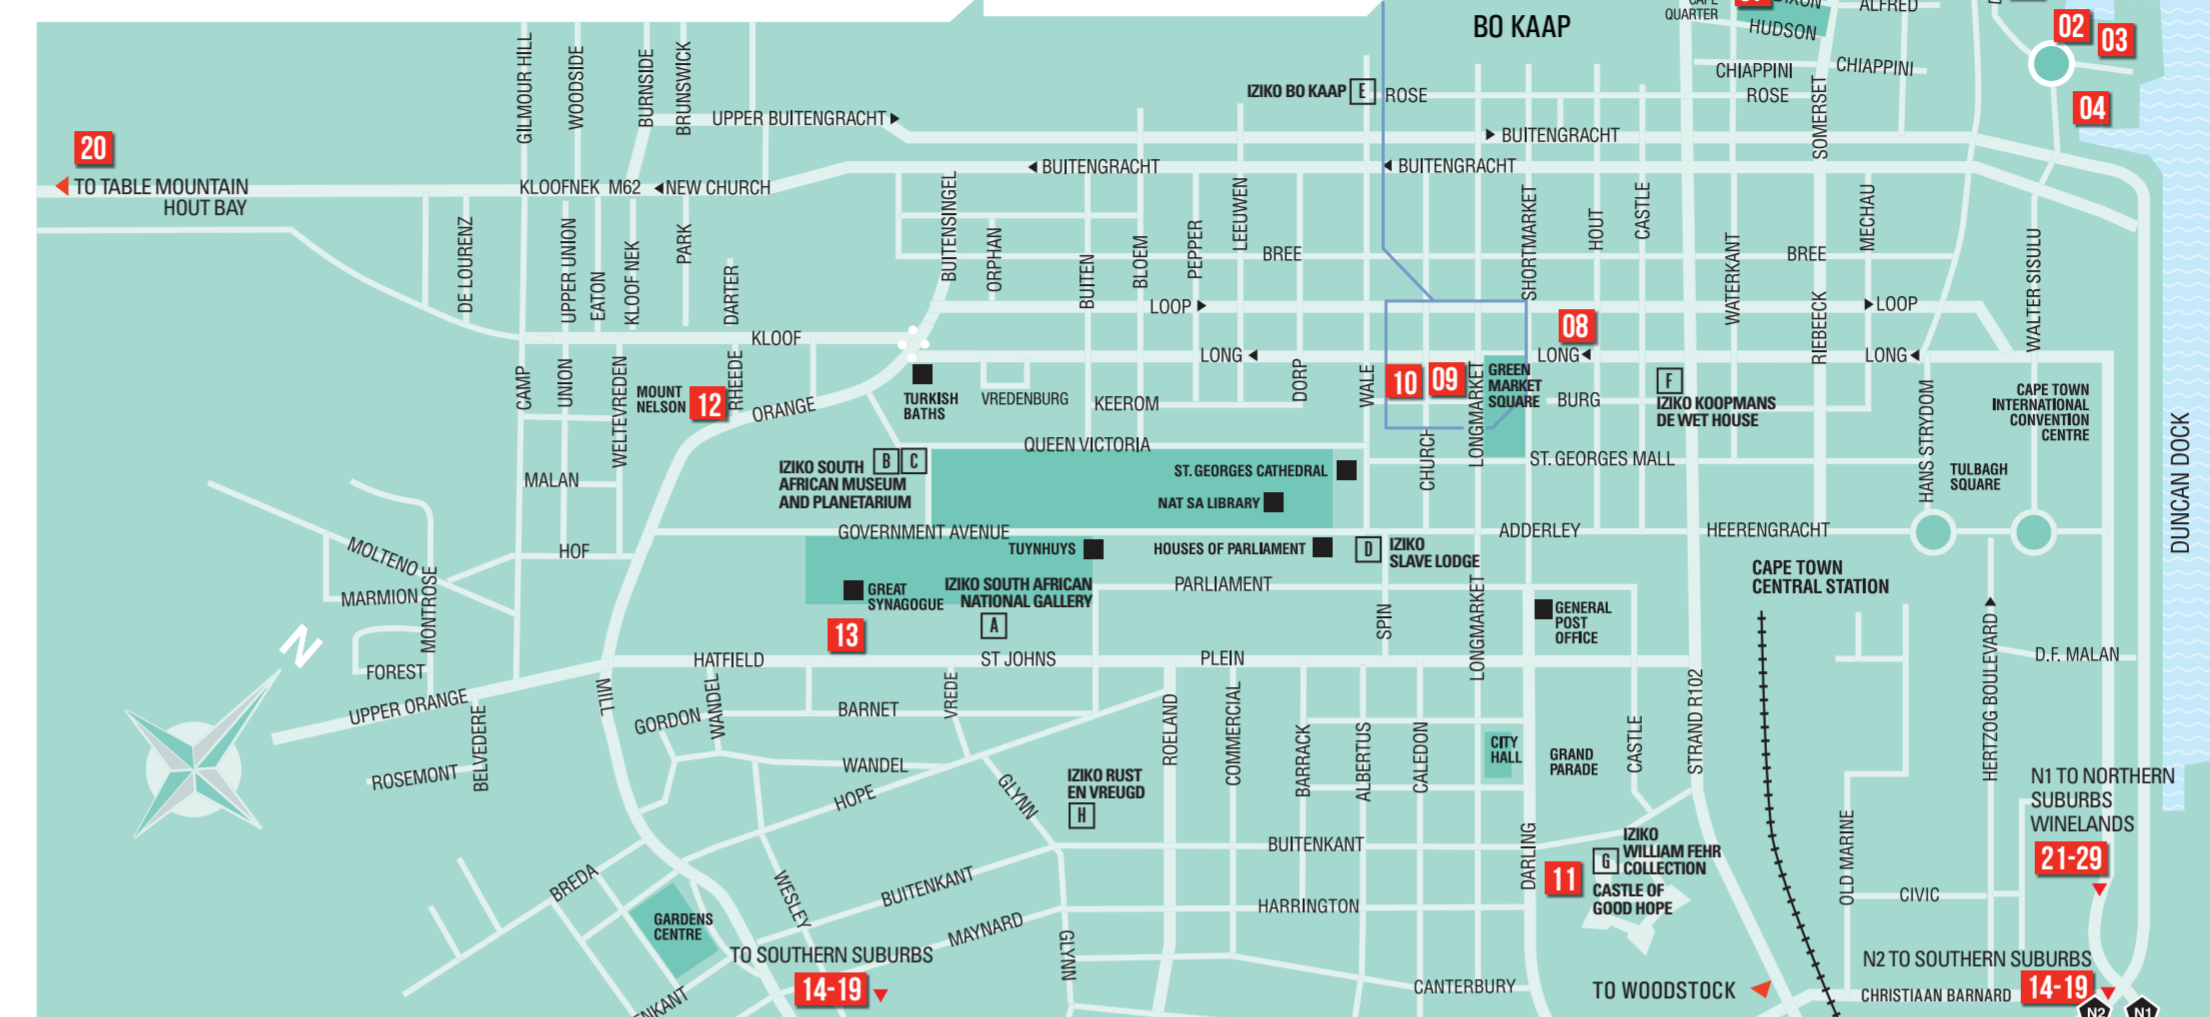 BO KAAP
CAPE
QUARTER
DIXON
ALFRED
HUDSON
02
03
CHIAPPINI
CHIAPPINI
GILMOUR HILL
WOODSIDE
BURNSIDE
BRUNSWICK
IZIKO BO KAAP
E
ROSE
ROSE
SOMERSET
04
UPPER BUITENGRACHT
BUITENGRACHT
20
BUITENGRACHT
BUITENGRACHT
TO TABLE MOUNTAIN
HOUT BAY
KLOOFNEK M62
NEW CHURCH
DE LOURENZ
UPPER UNION
EATON
KLOOF NEK
PARK
DARTER
BUITENSINGEL
ORPHAN
BUITEN
BLOEM
PEPPER
LEEUWEN
BREE
SHORTMARKET
HOUT
CASTLE
WATERKANT
BREE
MECHAU
WALTER SISULU
LOOP
LOOP
08
KLOOF
LONG
LONG
RIEBEECK
LONG
CAMP
UNION
WELTEVREDEN
MOUNT
NELSON
12
RHEEDE
ORANGE
TURKISH
BATHS
VREDENBURG
KEEROM
DORP
WALE
10
09
LONGMARKET
GREEN
MARKET
SQUARE
BURG
F
IZIKO KOOPMANS
DE WET HOUSE
HANS STRYDOM
CAPE TOWN
INTERNATIONAL
CONVENTION
CENTRE
DUNCAN DOCK
QUEEN VICTORIA
MALAN
IZIKO SOUTH
AFRICAN MUSEUM
AND PLANETARIUM
B
C
ST. GEORGES CATHEDRAL
NAT SA LIBRARY
CHURCH
ST. GEORGES MALL
TULBAGH
SQUARE
GOVERNMENT AVENUE
ADDERLEY
HEERENGRACHT
MOLTENO
HOF
TUYNHUYS
HOUSES OF PARLIAMENT
D
IZIKO
SLAVE LODGE
CAPE TOWN
CENTRAL STATION
MARMION
MONTROSE
GREAT
SYNAGOGUE
IZIKO SOUTH AFRICAN
NATIONAL GALLERY
A
PARLIAMENT
SPIN
LONGMARKET
GENERAL
POST
OFFICE
13
N
FOREST
HATFIELD
ST JOHNS
PLEIN
HERTZOG BOULEVARD
D.F. MALAN
UPPER ORANGE
BELVEDERE
MILL
GORDON
WANDEL
BARNET
VREDE
ROELAND
COMMERCIAL
BARRACK
ALBERTUS
CALEDON
CITY
HALL
GRAND
PARADE
CASTLE
STRAND R102
ROSEMONT
WANDEL
HOPE
GLYNN
IZIKO RUST
EN VREUGD
H
N1 TO NORTHERN
SUBURBS
WINELANDS
21-29
BUITENKANT
DARLING
11
G
IZIKO
WILLIAM FEHR
COLLECTION
CASTLE OF
GOOD HOPE
OLD MARINE
CIVIC
BREDA
WESLEY
BUITENKANT
HARRINGTON
GARDENS
CENTRE
MAYNARD
GLYNN
TO SOUTHERN SUBURBS
14-19
CANTERBURY
TO WOODSTOCK
N2 TO SOUTHERN SUBURBS
CHRISTIAAN BARNARD
14-19
N2
N1